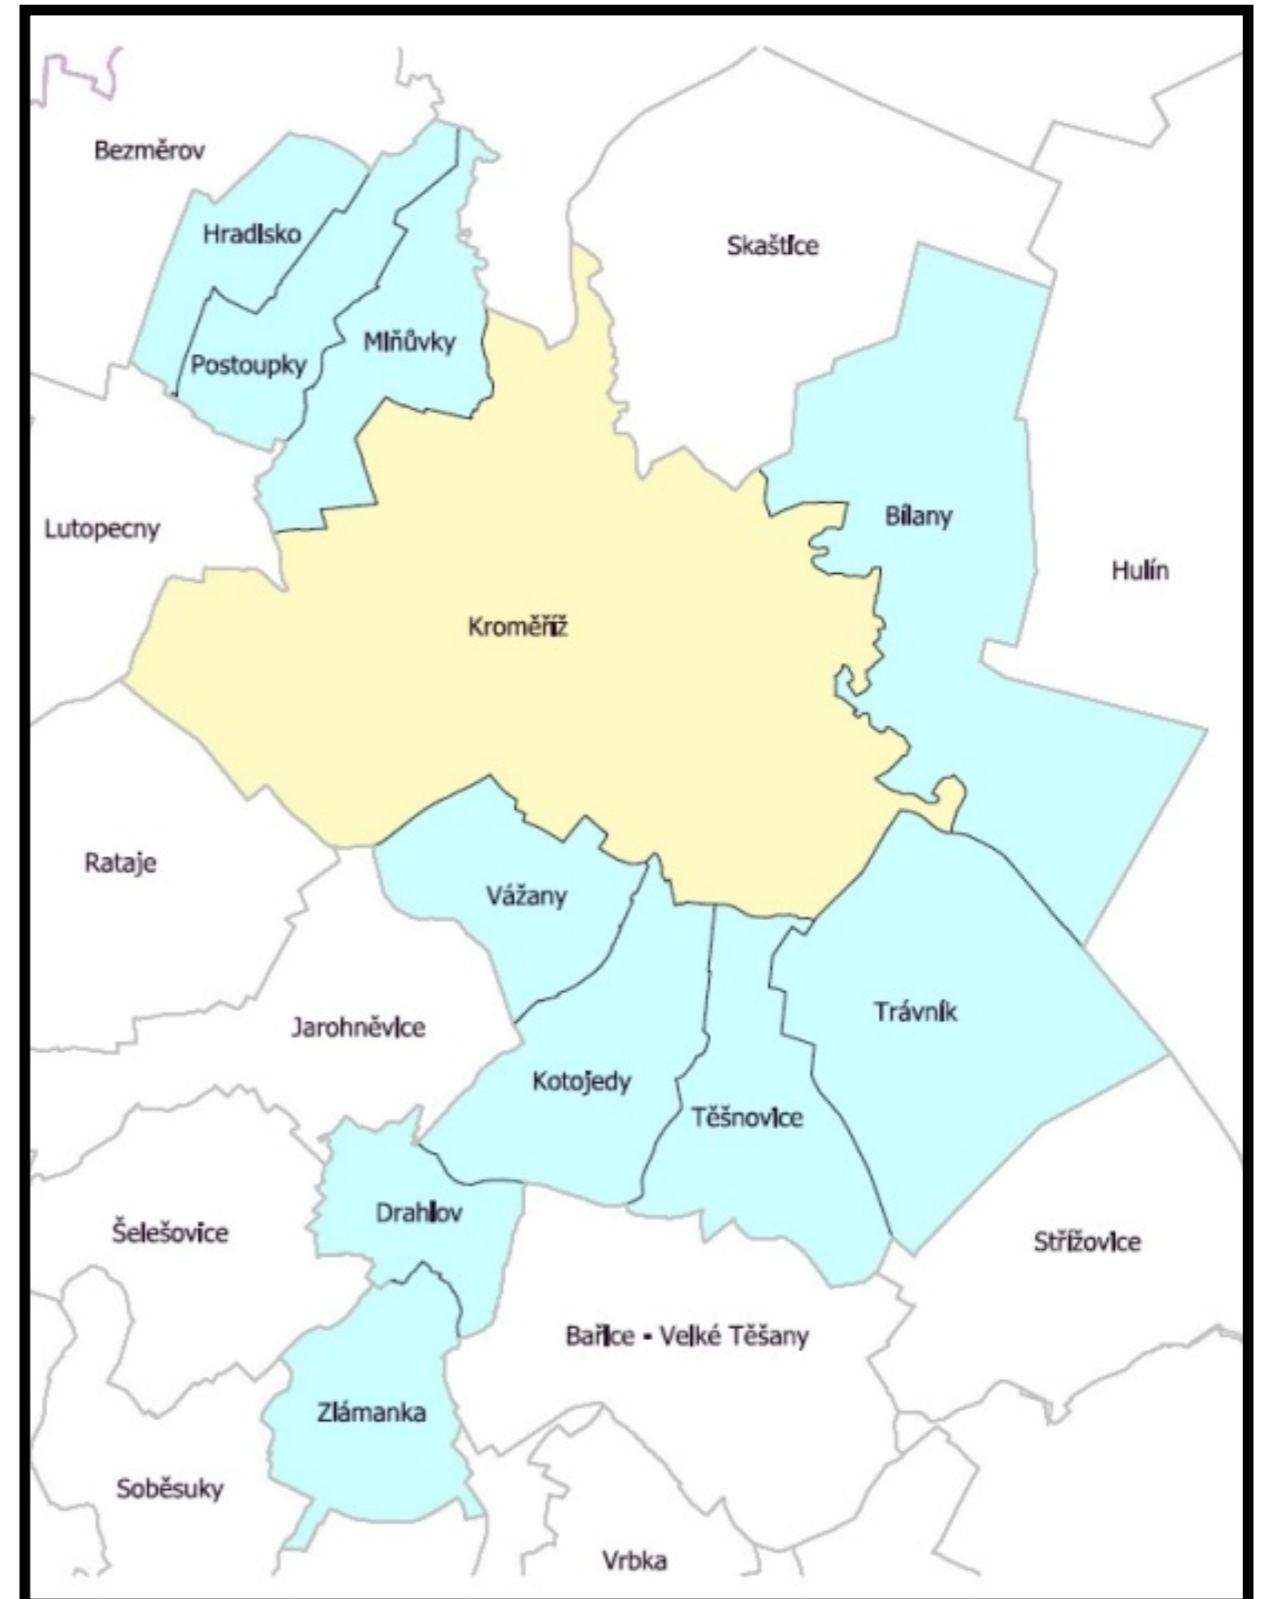 Bezměrov
Hradisko
Skaštice
Mlňůvky
Postoupky
Bílany
Lutopecny
Hulín
Kroměříž
Rataje
Vážany
Trávník
Jarohněvice
Kotojedy
Těšnovice
Drahlov
Šelešovice
Střížovice
Bařice - Velké Těšany
Zlámanka
Soběsuky
Vrbka